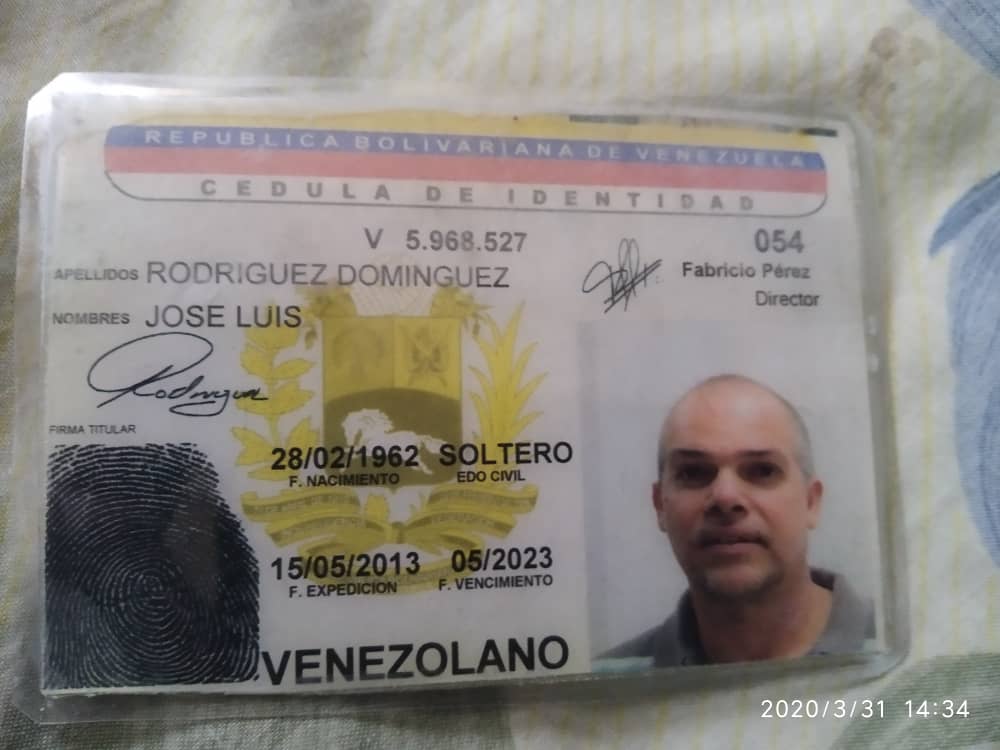 REPUBLICA BOLIVARIANA DE VENEZUELA
CEDULA DE IDENTIDAD
V 5.968.527
054
APELLIDOS RODRIGUEZ DOMINGUEZ
Fabricio Pérez
Director
NOMBRES JOSE LUIS
Rodriguez
FIRMA TITULAR
28/02/1962 SOLTERO
F. NACIMIENTO EDO CIVIL
15/05/2013 05/2023
F. EXPEDICION F. VENCIMIENTO
VENEZOLANO
2020/3/31 14:34